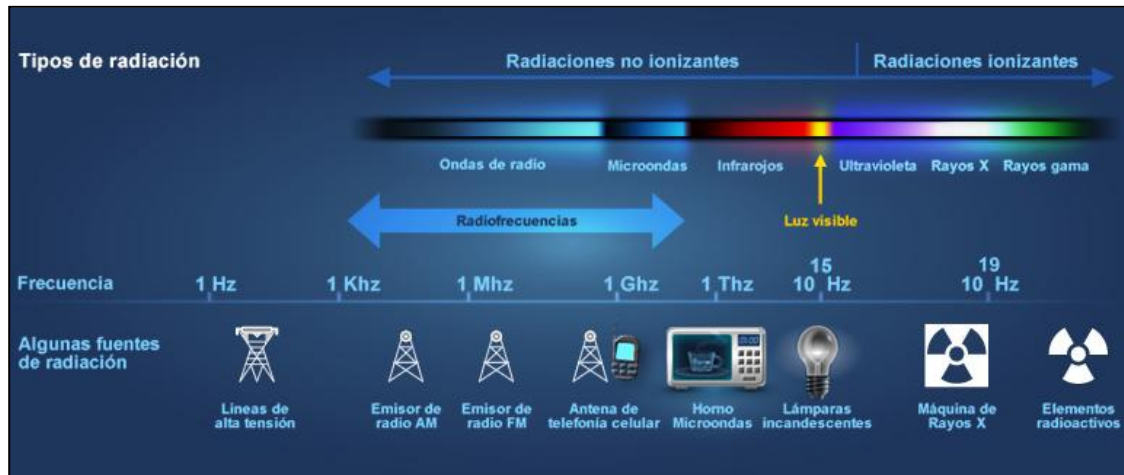 Tipos de radiación
Radiaciones no ionizantes
Radiaciones ionizantes
Ondas de radio
Microondas
Infrarojos
Ultravioleta
Rayos X
Rayos gama
Radiofrecuencias
Luz visible
Frecuencia
1 Hz
1 Khz
1 Mhz
1 Ghz
1 Thz
10^15 Hz
10^19 Hz
Algunas fuentes
de radiación
Lineas de
alta tensión
Emisor de
radio AM
Emisor de
radio FM
Antena de
telefonía celular
Horno
Microondas
Lámparas
incandescentes
Máquina de
Rayos X
Elementos
radioactivos